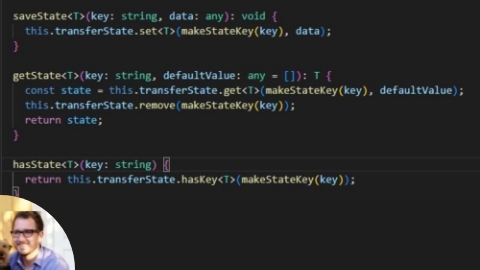 saveState<T>(key: string, data: any): void {
this.transferState.set<T>(makeStateKey(key), data);
}
getState<T>(key: string, defaultValue: any = []): T {
const state = this.transferState.get<T>(makeStateKey(key), defaultValue);
this.transferState.remove(makeStateKey(key));
return state;
}
hasState<T>(key: string) {
return this.transferState.hasKey<T>(makeStateKey(key));
}